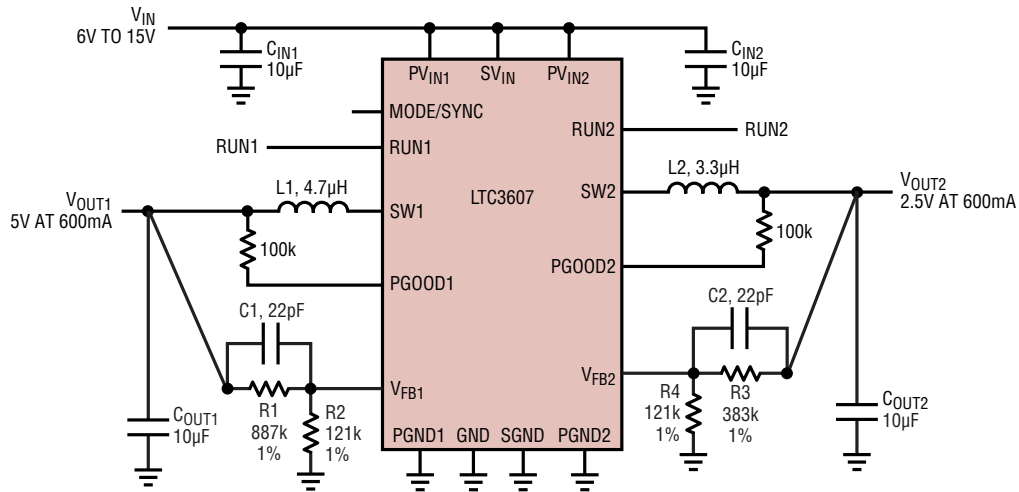 VIN
6V TO 15V
CIN1
10µF
CIN2
10µF
PVIN1
SVIN
PVIN2
MODE/SYNC
RUN1
RUN1
RUN2
RUN2
LTC3607
VOUT1
5V AT 600mA
L1, 4.7µH
SW1
SW2
L2, 3.3µH
VOUT2
2.5V AT 600mA
100k
100k
PGOOD1
PGOOD2
C1, 22pF
C2, 22pF
VFB1
VFB2
R1
887k
1%
R2
121k
1%
R4
121k
1%
R3
383k
1%
COUT1
10µF
COUT2
10µF
PGND1
GND
SGND
PGND2